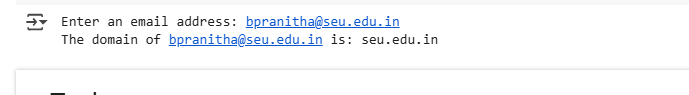 Enter an email address: bpranitha@seu.edu.in
The domain of bpranitha@seu.edu.in is: seu.edu.in